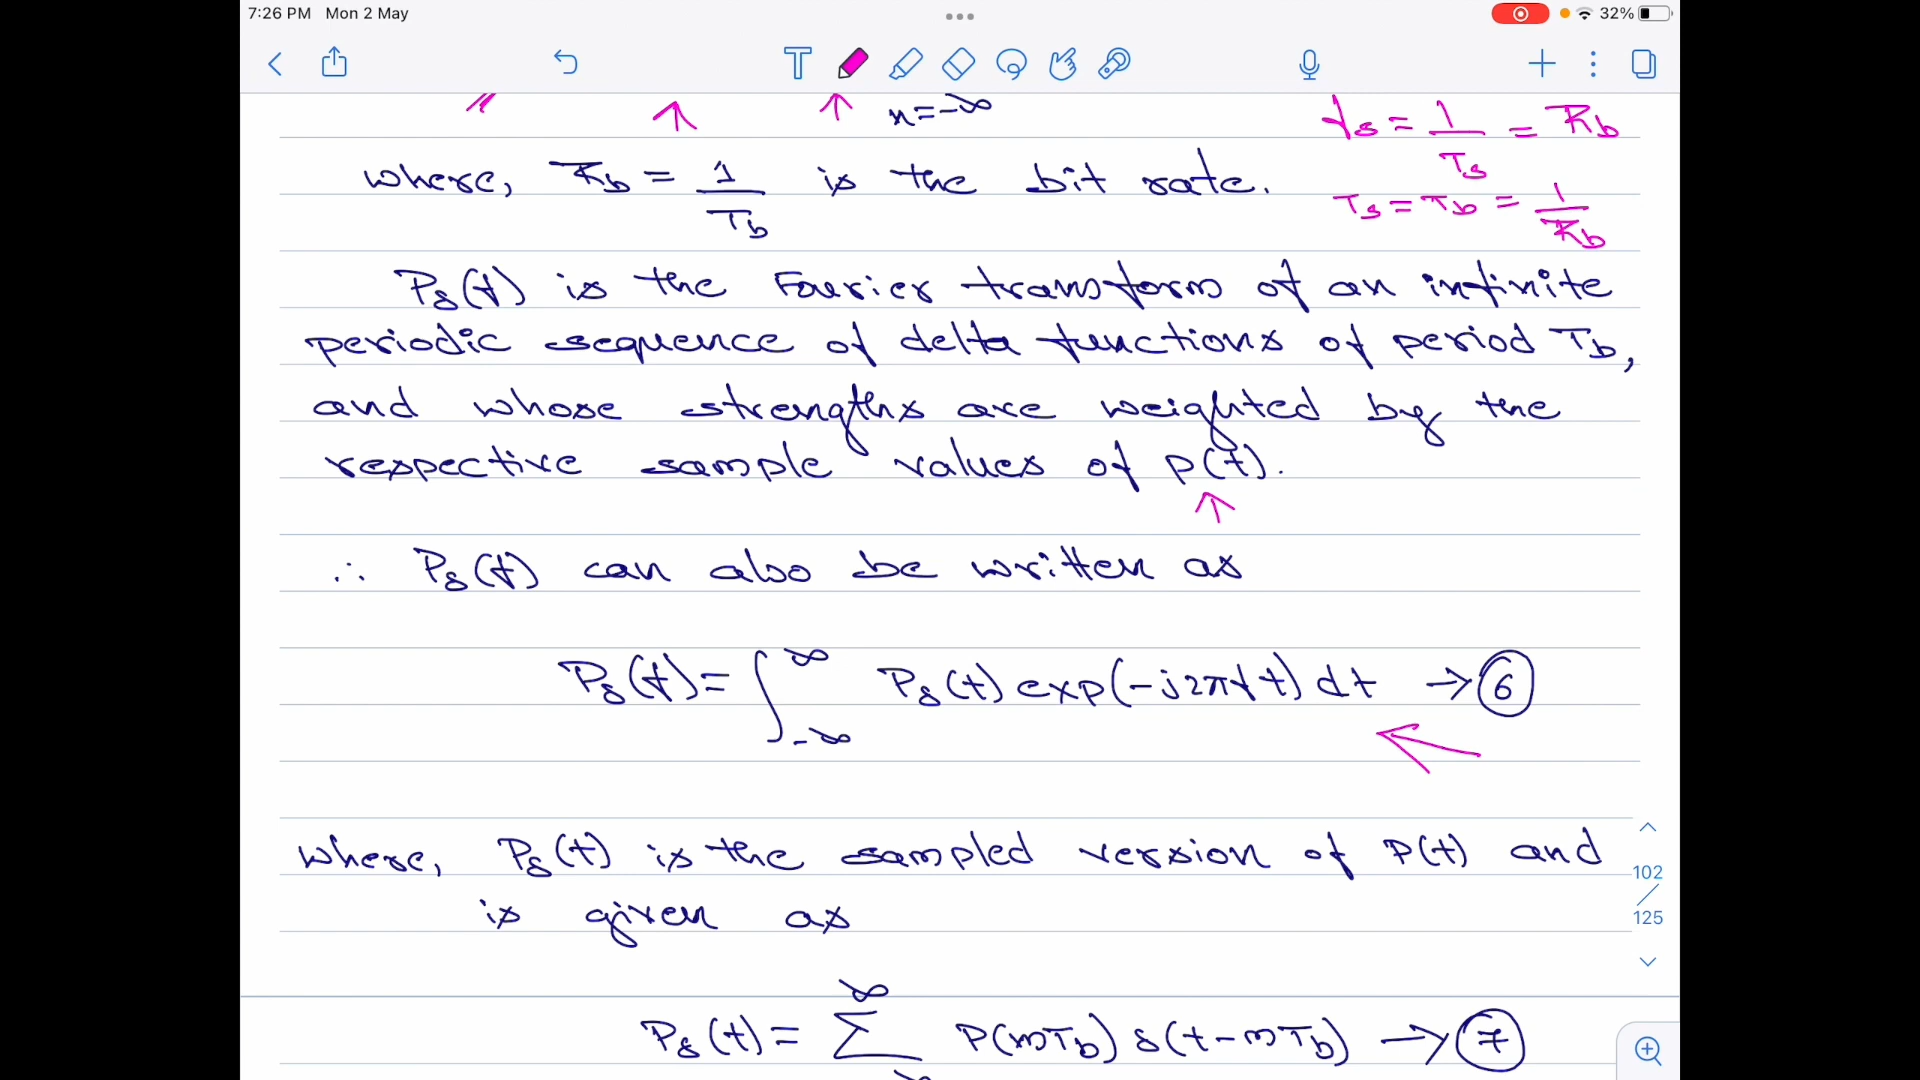 7:26 PM Mon 2 May
32%
n=-∞
fs = 1/Ts = Rb
where, Rb = 1/Tb is the bit rate.
Ts = Tb = 1/Rb
Pδ(f) is the Fourier transform of an infinite
periodic sequence of delta functions of period Tb,
and whose strengths are weighted by the
respective sample values of p(t).
∴ Pδ(f) can also be written as
Pδ(f) = ∫_{-∞}^{∞} Pδ(t) exp(-j2πft) dt → 6
where, Pδ(t) is the sampled version of P(t) and
102
is given as
125
Pδ(t) = ∑^{∞} P(mTb) δ(t-mTb) → 7